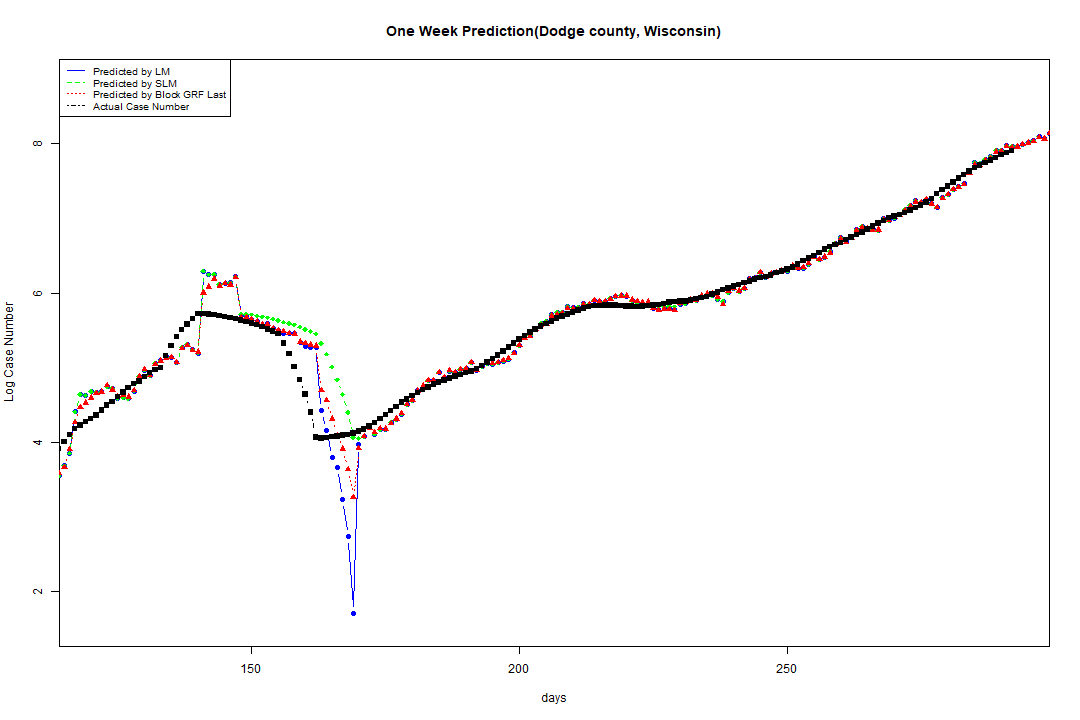 One Week Prediction(Dodge county, Wisconsin)
Predicted by LM
Predicted by SLM
Predicted by Block GRF Last
Actual Case Number
8
6
4
2
Log Case Number
150 200 250
days